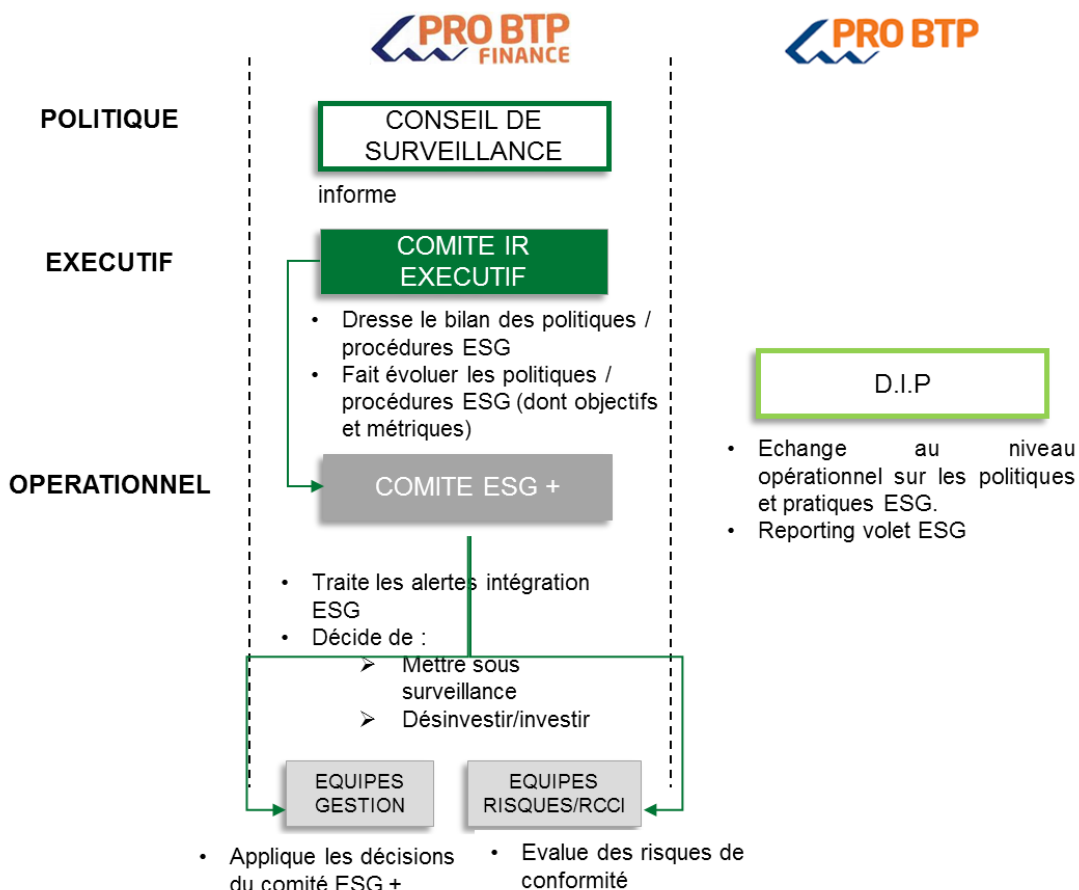 PRO BTP
FINANCE
PRO BTP
POLITIQUE
CONSEIL DE
SURVEILLANCE
informe
EXECUTIF
COMITE IR
EXECUTIF
• Dresse le bilan des politiques /
procédures ESG
• Fait évoluer les politiques /
procédures ESG (dont objectifs
et métriques)
D.I.P
• Echange au niveau
opérationnel sur les politiques
et pratiques ESG.
• Reporting volet ESG
OPERATIONNEL
COMITE ESG +
• Traite les alertes intégration
ESG
• Décide de :
➢ Mettre sous
surveillance
➢ Désinvestir/investir
EQUIPES
GESTION
• Applique les décisions
du comité ESG +
EQUIPES
RISQUES/RCCI
• Evalue des risques de
conformité